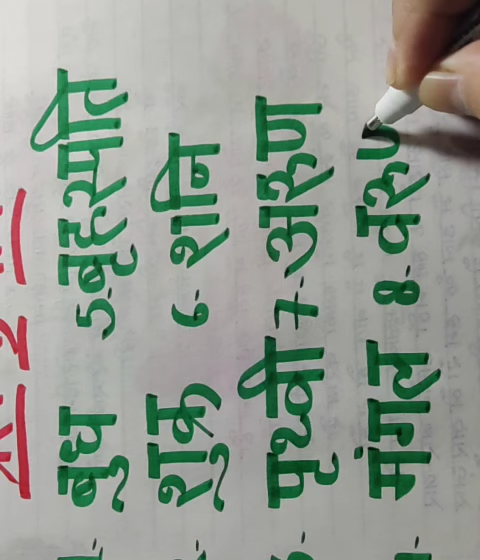 बुध 5. बृहस्पति
शुक्र 6. शनि
पृथ्वी 7. अरूण
मंगल 8. वरू